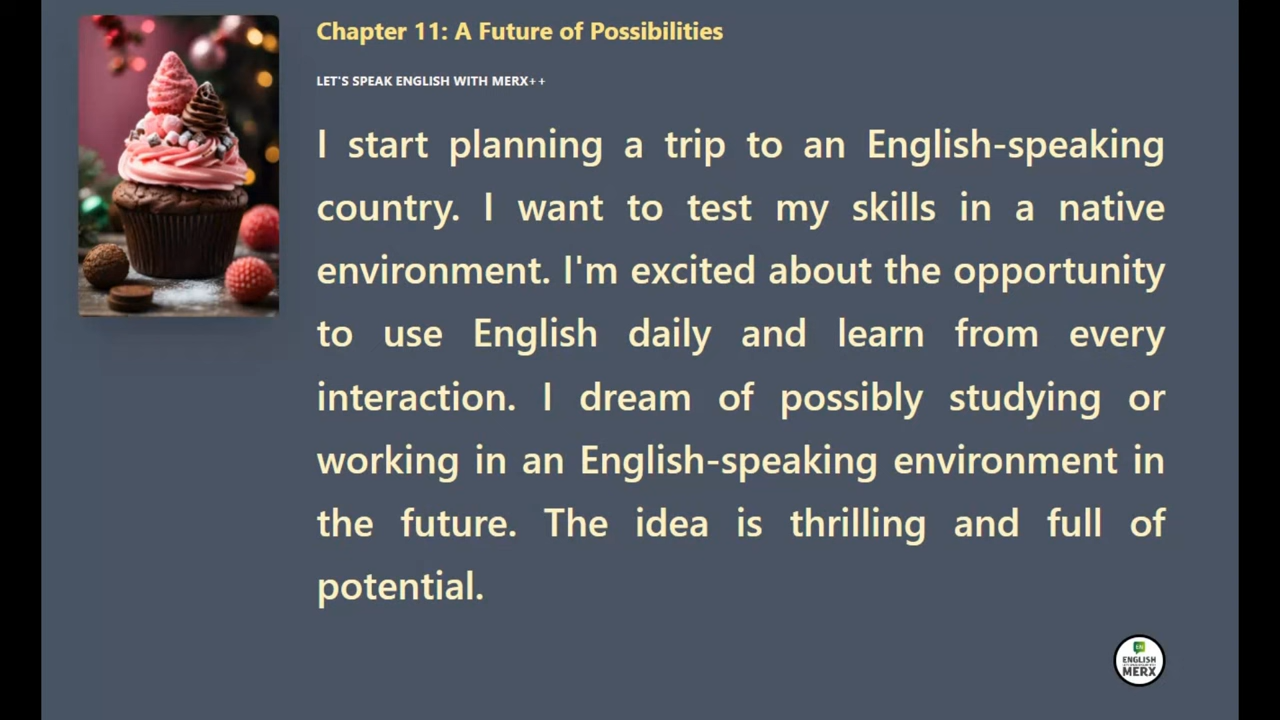 Chapter 11: A Future of Possibilities
LET'S SPEAK ENGLISH WITH MERX++
I start planning a trip to an English-speaking
country. I want to test my skills in a native
environment. I'm excited about the opportunity
to use English daily and learn from every
interaction. I dream of possibly studying or
working in an English-speaking environment in
the future. The idea is thrilling and full of
potential.
ENGLISH
MERX